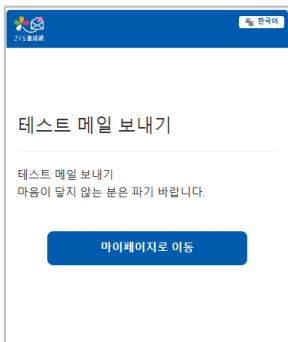 さくら連絡網
한국어
테스트 메일 보내기
테스트 메일 보내기
마음이 닿지 않는 분은 파기 바랍니다.
마이페이지로 이동